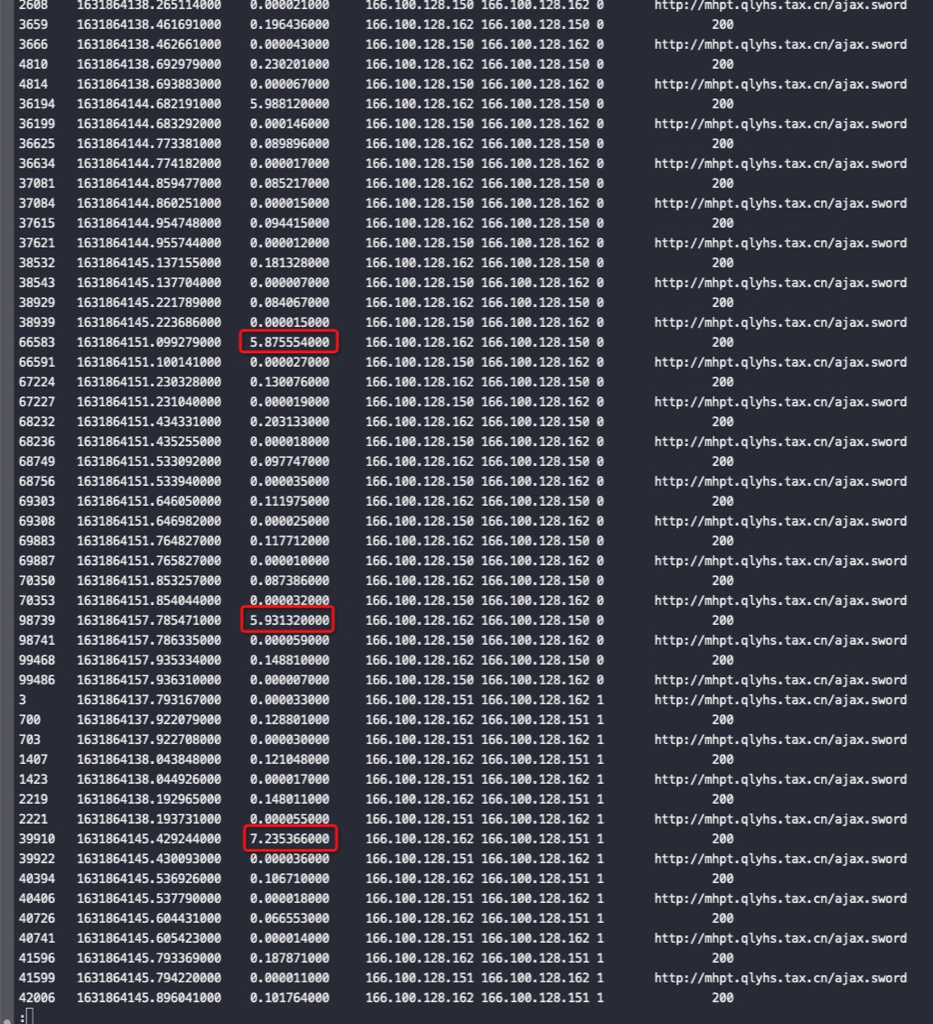 2608 1631864138.265114000 0.000021000 166.100.128.150 166.100.128.162 0 http://mhpt.qlyhs.tax.cn/ajax.sword
3659 1631864138.461691000 0.196436000 166.100.128.162 166.100.128.150 0 200
3666 1631864138.462661000 0.000043000 166.100.128.150 166.100.128.162 0 http://mhpt.qlyhs.tax.cn/ajax.sword
4810 1631864138.692979000 0.230201000 166.100.128.162 166.100.128.150 0 200
4814 1631864138.693883000 0.000067000 166.100.128.150 166.100.128.162 0 http://mhpt.qlyhs.tax.cn/ajax.sword
36194 1631864144.682191000 5.988120000 166.100.128.162 166.100.128.150 0 200
36199 1631864144.683292000 0.000146000 166.100.128.150 166.100.128.162 0 http://mhpt.qlyhs.tax.cn/ajax.sword
36625 1631864144.773381000 0.089896000 166.100.128.162 166.100.128.150 0 200
36634 1631864144.774182000 0.000017000 166.100.128.150 166.100.128.162 0 http://mhpt.qlyhs.tax.cn/ajax.sword
37081 1631864144.859477000 0.085217000 166.100.128.162 166.100.128.150 0 200
37084 1631864144.860251000 0.000015000 166.100.128.150 166.100.128.162 0 http://mhpt.qlyhs.tax.cn/ajax.sword
37615 1631864144.954748000 0.094415000 166.100.128.162 166.100.128.150 0 200
37621 1631864144.955744000 0.000012000 166.100.128.150 166.100.128.162 0 http://mhpt.qlyhs.tax.cn/ajax.sword
38532 1631864145.137155000 0.181328000 166.100.128.162 166.100.128.150 0 200
38543 1631864145.137704000 0.000007000 166.100.128.150 166.100.128.162 0 http://mhpt.qlyhs.tax.cn/ajax.sword
38929 1631864145.221789000 0.084067000 166.100.128.162 166.100.128.150 0 200
38939 1631864145.223686000 0.000015000 166.100.128.150 166.100.128.162 0 http://mhpt.qlyhs.tax.cn/ajax.sword
66583 1631864151.099279000 5.875554000 166.100.128.162 166.100.128.150 0 200
66591 1631864151.100141000 0.000027000 166.100.128.150 166.100.128.162 0 http://mhpt.qlyhs.tax.cn/ajax.sword
67224 1631864151.230328000 0.130076000 166.100.128.162 166.100.128.150 0 200
67227 1631864151.231040000 0.000019000 166.100.128.150 166.100.128.162 0 http://mhpt.qlyhs.tax.cn/ajax.sword
68232 1631864151.434331000 0.203133000 166.100.128.162 166.100.128.150 0 200
68236 1631864151.435255000 0.000018000 166.100.128.150 166.100.128.162 0 http://mhpt.qlyhs.tax.cn/ajax.sword
68749 1631864151.533092000 0.097747000 166.100.128.162 166.100.128.150 0 200
68756 1631864151.533940000 0.000035000 166.100.128.150 166.100.128.162 0 http://mhpt.qlyhs.tax.cn/ajax.sword
69303 1631864151.646050000 0.111975000 166.100.128.162 166.100.128.150 0 200
69308 1631864151.646982000 0.000025000 166.100.128.150 166.100.128.162 0 http://mhpt.qlyhs.tax.cn/ajax.sword
69883 1631864151.764827000 0.117712000 166.100.128.162 166.100.128.150 0 200
69887 1631864151.765827000 0.000010000 166.100.128.150 166.100.128.162 0 http://mhpt.qlyhs.tax.cn/ajax.sword
70350 1631864151.853257000 0.087386000 166.100.128.162 166.100.128.150 0 200
70353 1631864151.854044000 0.000032000 166.100.128.150 166.100.128.162 0 http://mhpt.qlyhs.tax.cn/ajax.sword
98739 1631864157.785471000 5.931320000 166.100.128.162 166.100.128.150 0 200
98741 1631864157.786335000 0.000059000 166.100.128.150 166.100.128.162 0 http://mhpt.qlyhs.tax.cn/ajax.sword
99468 1631864157.935334000 0.148810000 166.100.128.162 166.100.128.150 0 200
99486 1631864157.936310000 0.000007000 166.100.128.150 166.100.128.162 0 http://mhpt.qlyhs.tax.cn/ajax.sword
3 1631864137.793167000 0.000033000 166.100.128.151 166.100.128.162 1 http://mhpt.qlyhs.tax.cn/ajax.sword
700 1631864137.922079000 0.128801000 166.100.128.162 166.100.128.151 1 200
703 1631864137.922708000 0.000030000 166.100.128.151 166.100.128.162 1 http://mhpt.qlyhs.tax.cn/ajax.sword
1407 1631864138.043848000 0.121048000 166.100.128.162 166.100.128.151 1 200
1423 1631864138.044926000 0.000017000 166.100.128.151 166.100.128.162 1 http://mhpt.qlyhs.tax.cn/ajax.sword
2219 1631864138.192965000 0.148011000 166.100.128.162 166.100.128.151 1 200
2221 1631864138.193731000 0.000055000 166.100.128.151 166.100.128.162 1 http://mhpt.qlyhs.tax.cn/ajax.sword
39910 1631864145.429244000 7.235368000 166.100.128.162 166.100.128.151 1 200
39922 1631864145.430093000 0.000036000 166.100.128.151 166.100.128.162 1 http://mhpt.qlyhs.tax.cn/ajax.sword
40394 1631864145.536926000 0.106710000 166.100.128.162 166.100.128.151 1 200
40406 1631864145.537790000 0.000018000 166.100.128.151 166.100.128.162 1 http://mhpt.qlyhs.tax.cn/ajax.sword
40726 1631864145.604431000 0.066553000 166.100.128.162 166.100.128.151 1 200
40741 1631864145.605423000 0.000014000 166.100.128.151 166.100.128.162 1 http://mhpt.qlyhs.tax.cn/ajax.sword
41596 1631864145.793369000 0.187871000 166.100.128.162 166.100.128.151 1 200
41599 1631864145.794220000 0.000011000 166.100.128.151 166.100.128.162 1 http://mhpt.qlyhs.tax.cn/ajax.sword
42006 1631864145.896041000 0.101764000 166.100.128.162 166.100.128.151 1 200
: